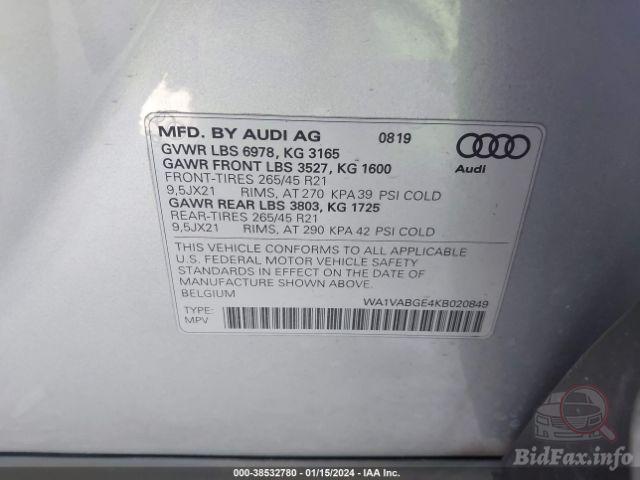 MFD. BY AUDI AG 0819
GVWR LBS 6978, KG 3165
GAWR FRONT LBS 3527, KG 1600
FRONT-TIRES 265/45 R21
9,5JX21 RIMS, AT 270 KPA 39 PSI COLD
GAWR REAR LBS 3803, KG 1725
REAR-TIRES 265/45 R21
9,5JX21 RIMS, AT 290 KPA 42 PSI COLD
Audi
THIS VEHICLE CONFORMS TO ALL APPLICABLE
U.S. FEDERAL MOTOR VEHICLE SAFETY
STANDARDS IN EFFECT ON THE DATE OF
MANUFACTURE SHOWN ABOVE.
BELGIUM
WA1VABGE4KB020849
TYPE:
MPV
BidFax.info
000-38532780 - 01/15/2024 - IAA Inc.